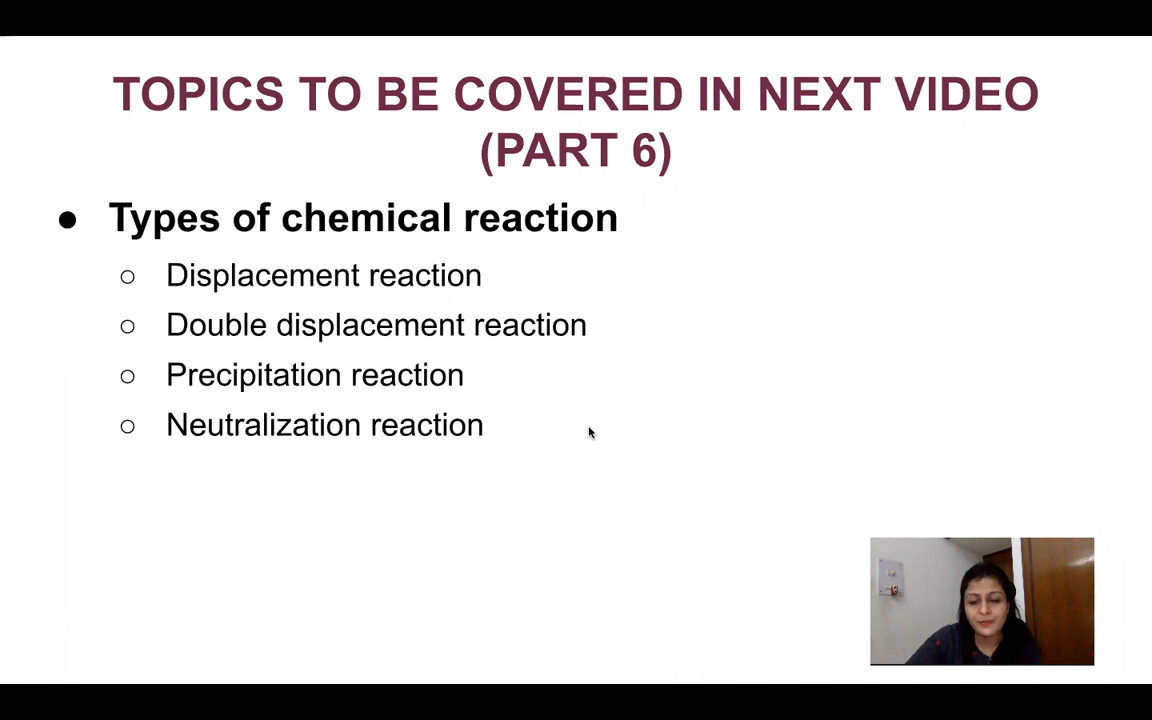 TOPICS TO BE COVERED IN NEXT VIDEO
(PART 6)
● Types of chemical reaction
○ Displacement reaction
○ Double displacement reaction
○ Precipitation reaction
○ Neutralization reaction